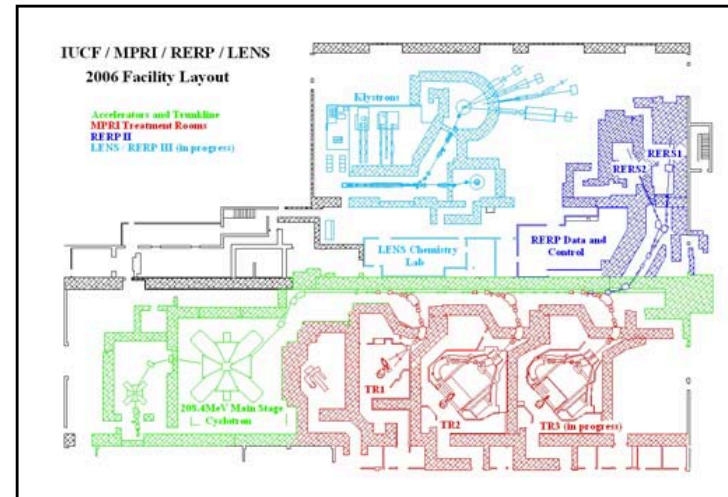 IUCF / MPRI / RERP / LENS
2006 Facility Layout
Accelerators and Trunkline
MPRI Treatment Rooms
RERP II
LENS / RERP III (in progress)
Klystrons
RERS1
RERS2
LENS Chemistry
Lab
RERP Data and
Control
208.4MeV Main Stage
Cyclotron
TR1
TR2
TR3 (in progress)